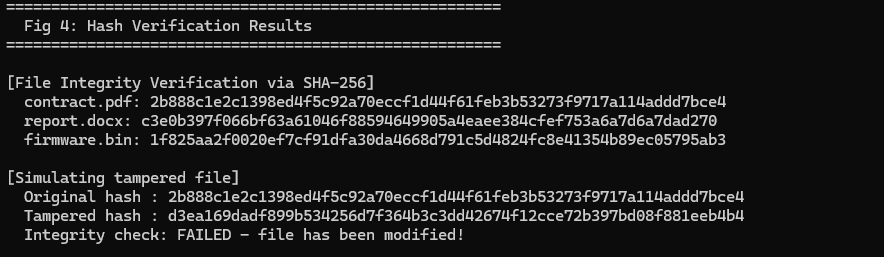 =======================================================
Fig 4: Hash Verification Results
=======================================================
[File Integrity Verification via SHA-256]
contract.pdf: 2b888c1e2c1398ed4f5c92a70eccf1d44f61feb3b53273f9717a114addd7bce4
report.docx: c3e0b397f066bf63a61046f88594649905a4eaee384cfef753a6a7d6a7dad270
firmware.bin: 1f825aa2f0020ef7cf91dfa30da4668d791c5d4824fc8e41354b89ec05795ab3
[Simulating tampered file]
Original hash : 2b888c1e2c1398ed4f5c92a70eccf1d44f61feb3b53273f9717a114addd7bce4
Tampered hash : d3ea169dadf899b534256d7f364b3c3dd42674f12cce72b397bd08f881eeb4b4
Integrity check: FAILED - file has been modified!